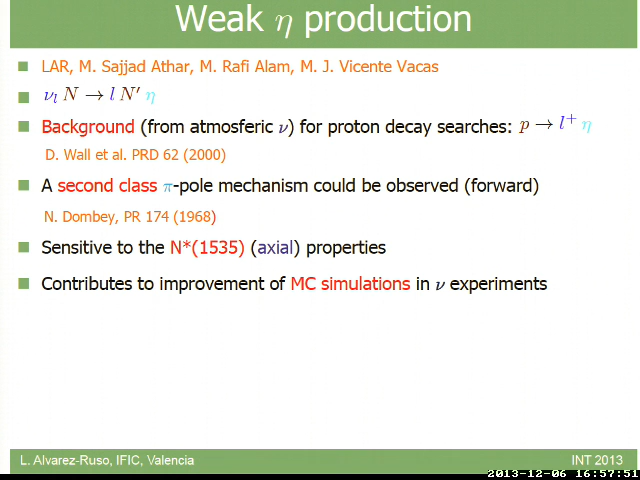 Weak η production
LAR, M. Sajjad Athar, M. Rafi Alam, M. J. Vicente Vacas
ν_l N → l N′ η
Background (from atmosferic ν) for proton decay searches: p → l⁺ η
D. Wall et al. PRD 62 (2000)
A second class π-pole mechanism could be observed (forward)
N. Dombey, PR 174 (1968)
Sensitive to the N*(1535) (axial) properties
Contributes to improvement of MC simulations in ν experiments
L. Alvarez-Ruso, IFIC, Valencia
INT 2013
2013-12-06 16:57:51